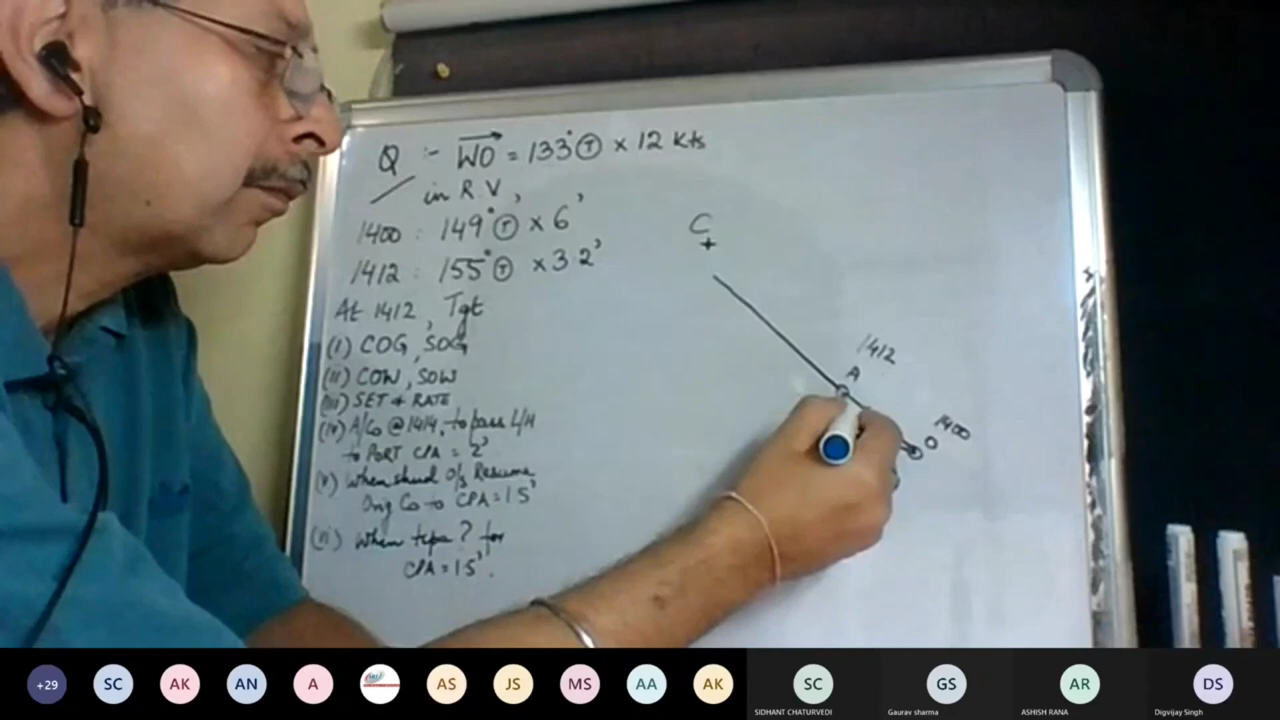 Q :- WO = 133° (T) × 12 Kts
in R.V,
1400 : 149° (T) × 6'
1412 : 155° (T) × 3.2'
At 1412, Tgt
(i) COG, SOG
(ii) COW, SOW
(iii) SET & RATE
(iv) A/Co @ 1414, to pass L/H
to PORT CPA = 2'
(v) When shud O/s Resume
Orig Co to CPA = 1.5'
(vi) When tcpa? for
CPA = 1.5'.
C
1412
A
1400
O
+29
SC
AK
AN
A
AS
JS
MS
AA
AK
SC
SIDHANT CHATURVEDI
GS
Gaurav sharma
AR
ASHISH RANA
DS
Digvijay Singh